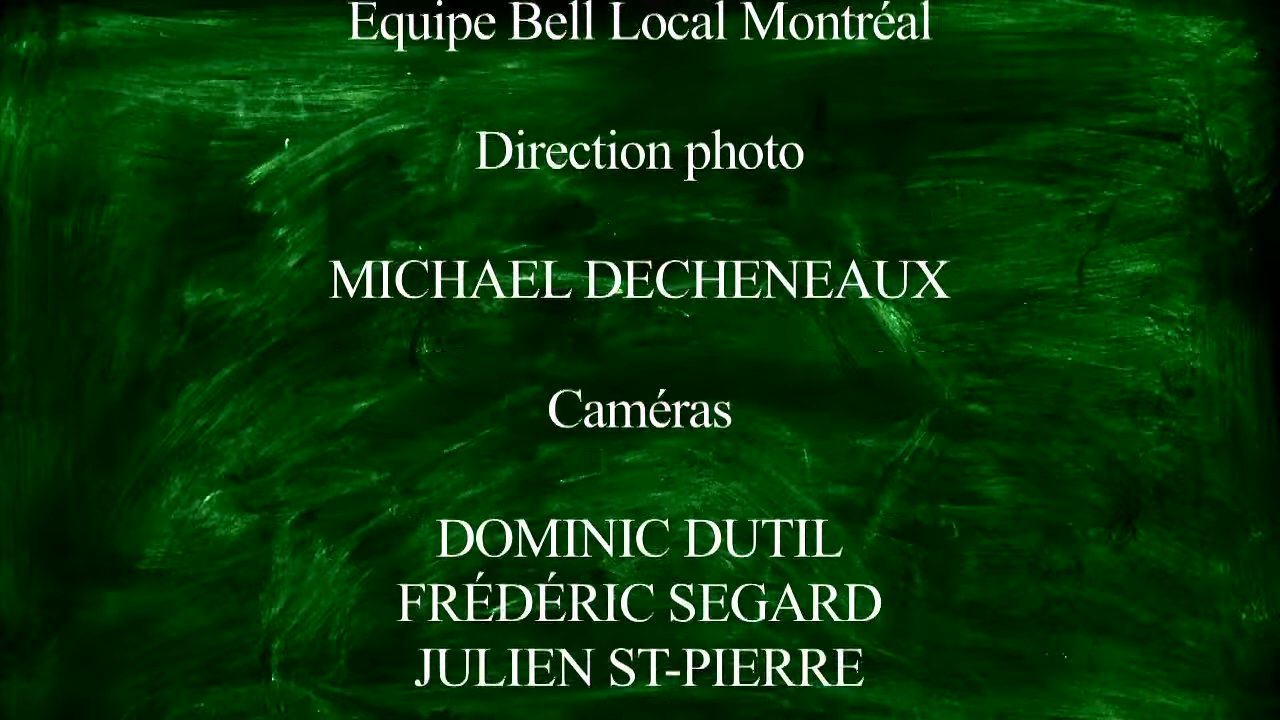 Equipe Bell Local Montréal
Direction photo
MICHAEL DECHENEAUX
Caméras
DOMINIC DUTIL
FRÉDÉRIC SEGARD
JULIEN ST-PIERRE